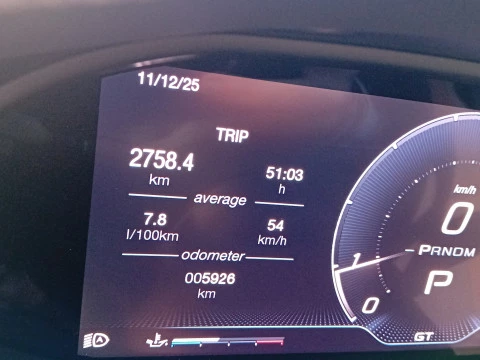 11/12/25
TRIP
2758.4 51:03
km h
average
7.8 54
l/100km km/h
odometer
005926
km
km/h
0
PRNDM
P
1
0
GT
A